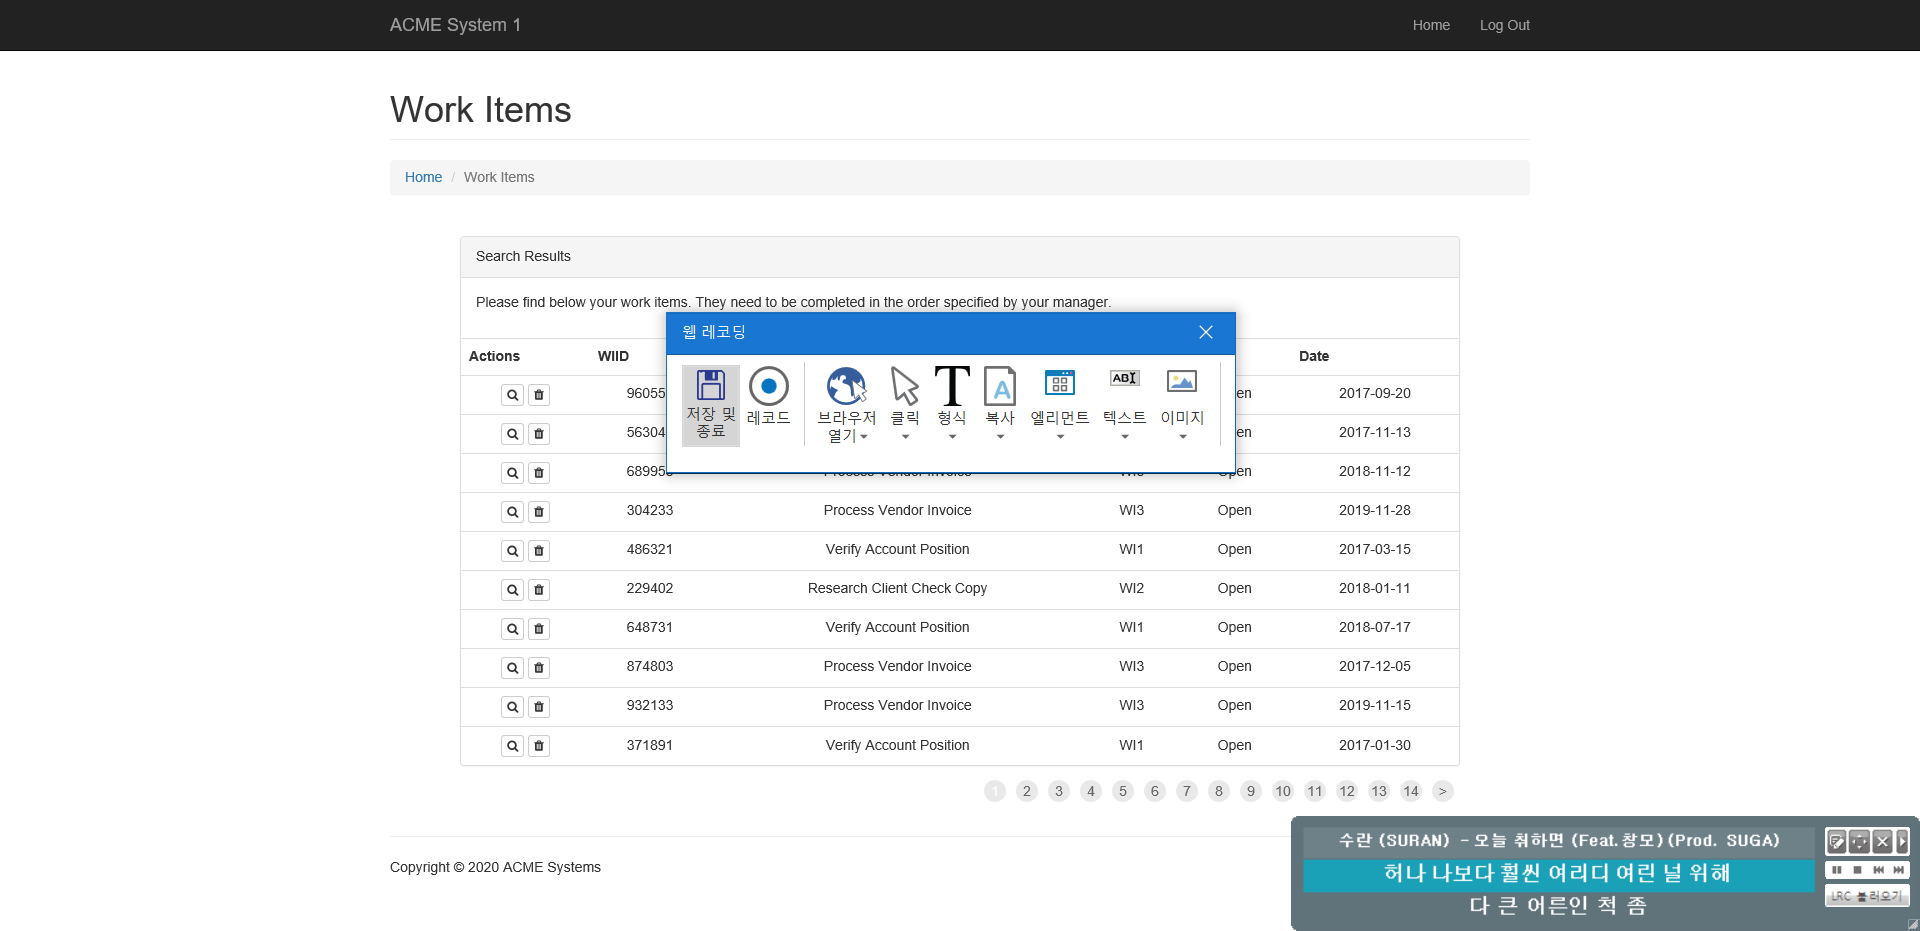 ACME System 1
Home
Log Out
Work Items
Home / Work Items
Search Results
Please find below your work items. They need to be completed in the order specified by your manager.
웹 레코딩
저장 및
종료
레코드
브라우저
열기
클릭
T
형식
A
복사
엘리먼트
ABI
텍스트
이미지
Actions WIID Date
96055 en 2017-09-20
56304 en 2017-11-13
68995 Open 2018-11-12
304233 Process Vendor Invoice WI3 Open 2019-11-28
486321 Verify Account Position WI1 Open 2017-03-15
229402 Research Client Check Copy WI2 Open 2018-01-11
648731 Verify Account Position WI1 Open 2018-07-17
874803 Process Vendor Invoice WI3 Open 2017-12-05
932133 Process Vendor Invoice WI3 Open 2019-11-15
371891 Verify Account Position WI1 Open 2017-01-30
1 2 3 4 5 6 7 8 9 10 11 12 13 14 >
Copyright © 2020 ACME Systems
수란 (SURAN) - 오늘 취하면 (Feat.창모)(Prod. SUGA)
허나 나보다 훨씬 여리디 여린 널 위해
다 큰 어른인 척 좀
LRC 불러오기